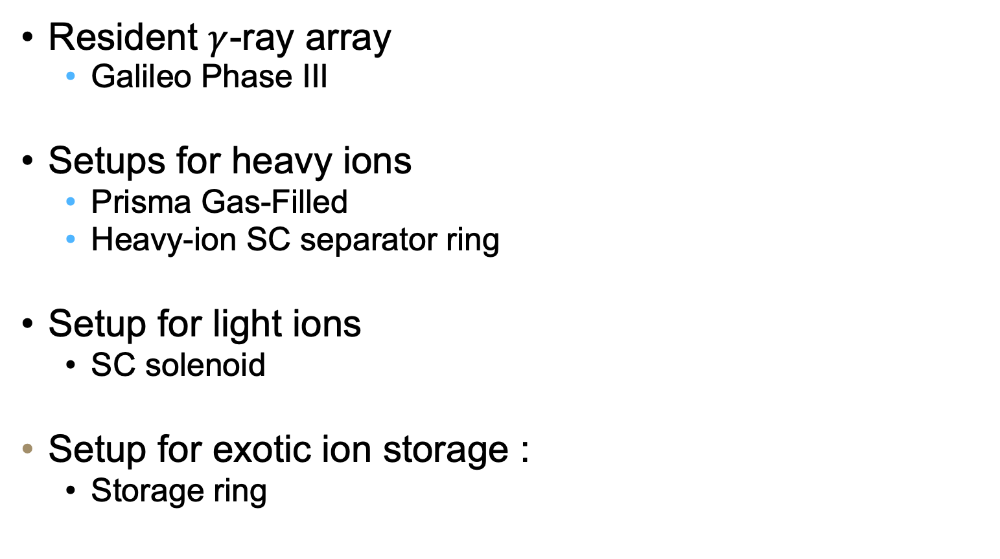 • Resident γ-ray array
• Galileo Phase III
• Setups for heavy ions
• Prisma Gas-Filled
• Heavy-ion SC separator ring
• Setup for light ions
• SC solenoid
• Setup for exotic ion storage :
• Storage ring